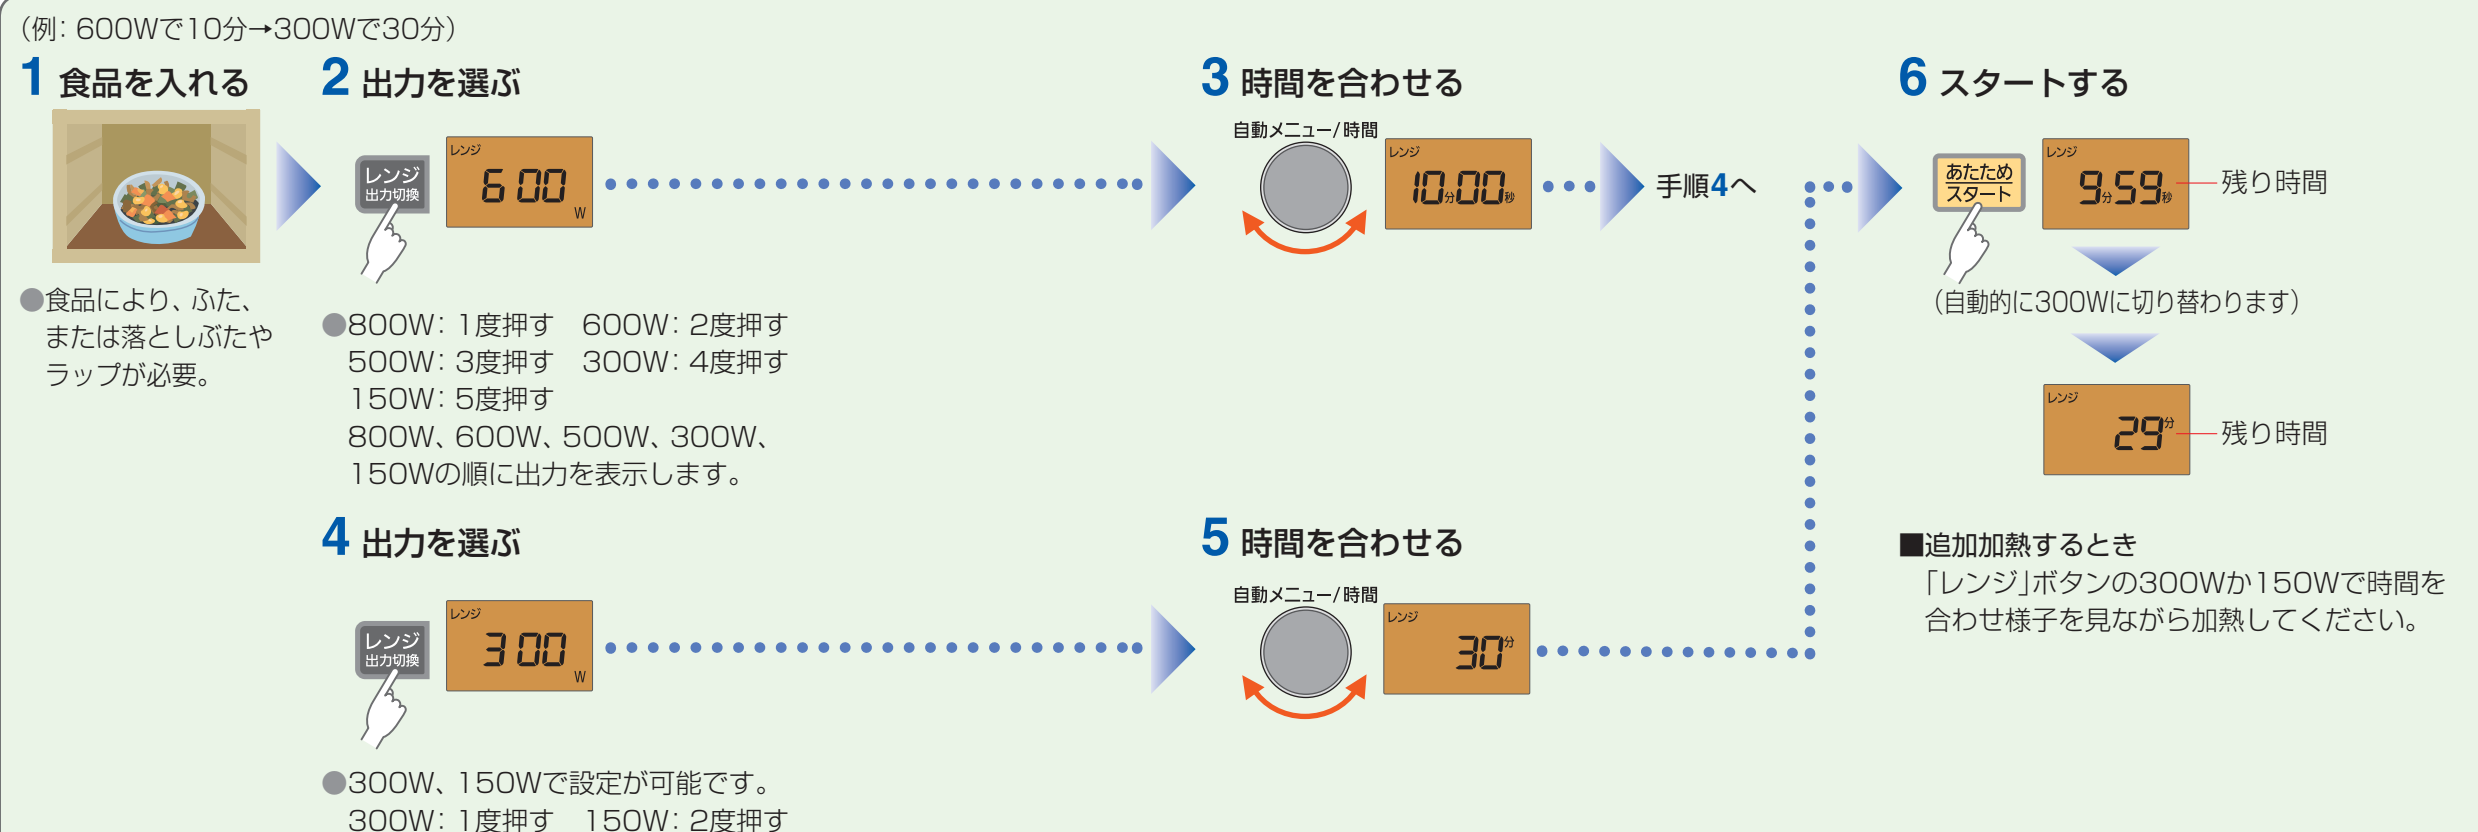 （例：600Wで10分→300Wで30分）
1 食品を入れる
●食品により、ふた、
または落としぶたや
ラップが必要。
2 出力を選ぶ
レンジ
出力切換
レンジ
600
W
●800W：1度押す　600W：2度押す
500W：3度押す　300W：4度押す
150W：5度押す
800W、600W、500W、300W、
150Wの順に出力を表示します。
3 時間を合わせる
自動メニュー/時間
レンジ
10分00秒
手順4へ
4 出力を選ぶ
レンジ
出力切換
レンジ
300
W
●300W、150Wで設定が可能です。
300W：1度押す　150W：2度押す
5 時間を合わせる
自動メニュー/時間
レンジ
30分
6 スタートする
あたため
スタート
レンジ
9分59秒
残り時間
（自動的に300Wに切り替わります）
レンジ
29分
残り時間
■追加加熱するとき
「レンジ」ボタンの300Wか150Wで時間を
合わせ様子を見ながら加熱してください。